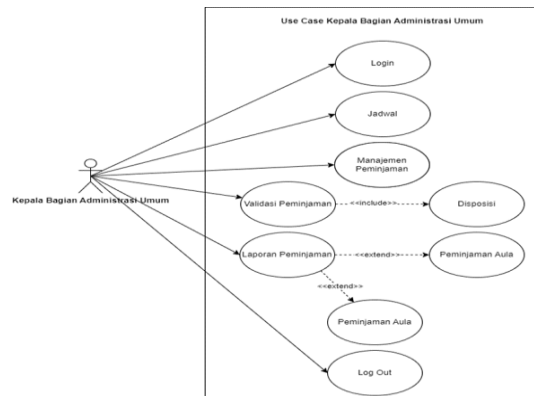 Use Case Kepala Bagian Administrasi Umum
Login
Jadwal
Manajemen
Peminjaman
Kepala Bagian Administrasi Umum
Validasi Peminjaman
<<include>>
Disposisi
Laporan Peminjaman
<<extend>>
Peminjaman Aula
<<extend>>
Peminjaman Aula
Log Out